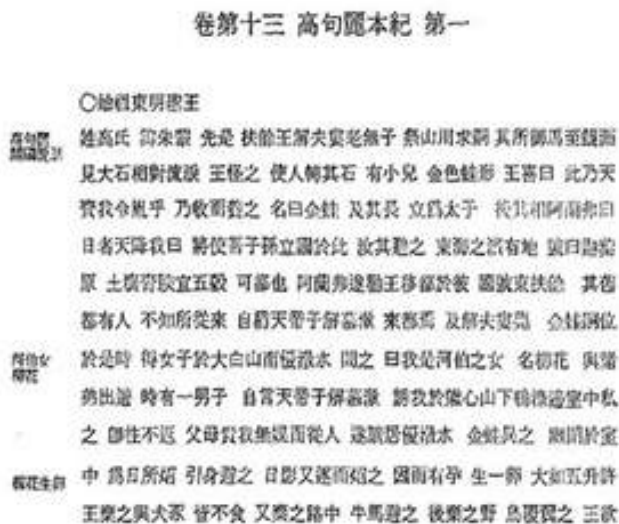 卷第十三 高句麗本紀 第一
〇始祖東明聖王
高句麗
姓高氏 諱朱蒙 先是 扶餘王解夫婁老無子 祭山川求嗣 其所御馬至鯤淵
見大石相對流淚 王怪之 使人轉其石 有小兒 金色蛙形 王喜曰 此乃天
賚我令胤乎 乃收而養之 名曰金蛙 及其長 立爲太子 後其相阿蘭弗曰
日者天降我曰 將使吾子孫立國於此 汝其避之 東海之濱有地 號曰迦葉
原 土壤膏腴宜五穀 可都也 阿蘭弗遂勸王移都於彼 國號東扶餘 其舊
都有人 不知所從來 自稱天帝子解慕漱 來都焉 及解夫婁薨 金蛙嗣位
河伯女
柳花
於是時 得女子於大白山南優渤水 問之 曰我是河伯之女 名柳花 與諸
弟出遊 時有一男子 自言天帝子解慕漱 誘我於熊心山下鴨淥邊室中私
之 卽往不返 父母責我無媒而從人 遂謫居優渤水 金蛙異之 幽閉於室
柳花生卵
中 爲日所炤 引身避之 日影又逐而炤之 因而有孕 生一卵 大如五升許
王棄之與犬豕 皆不食 又棄之路中 牛馬避之 後棄之野 鳥覆翼之 王欲